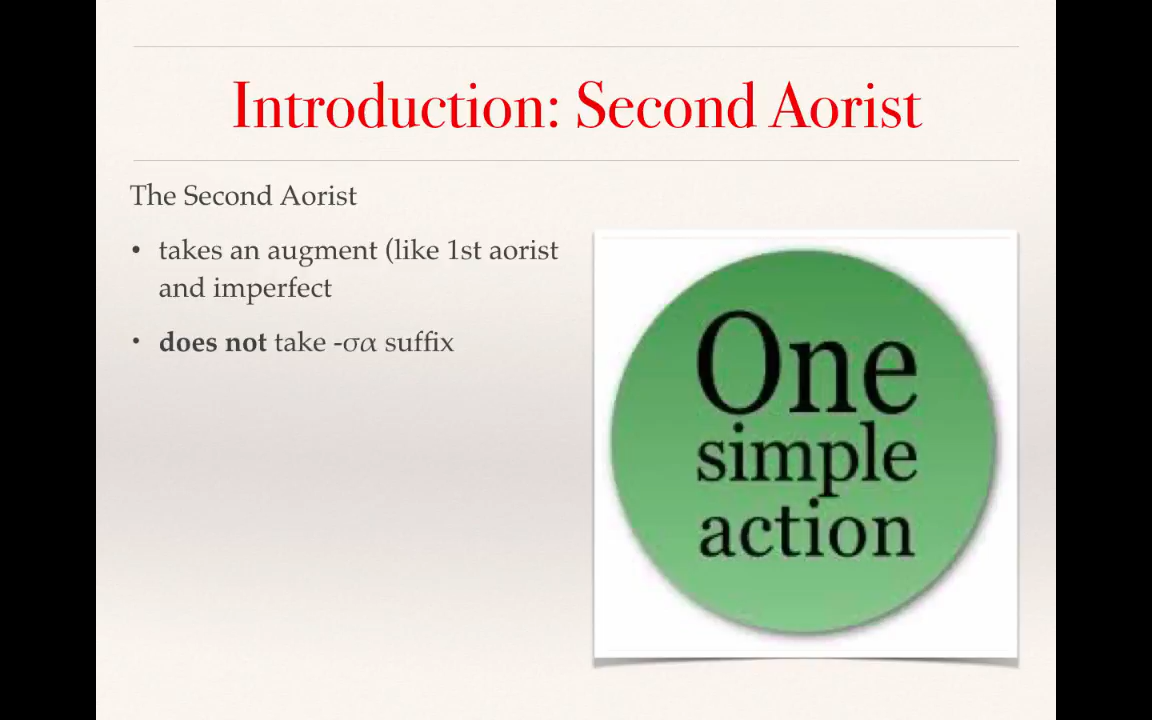 Introduction: Second Aorist
The Second Aorist
• takes an augment (like 1st aorist
and imperfect
• does not take -σα suffix
One
simple
action